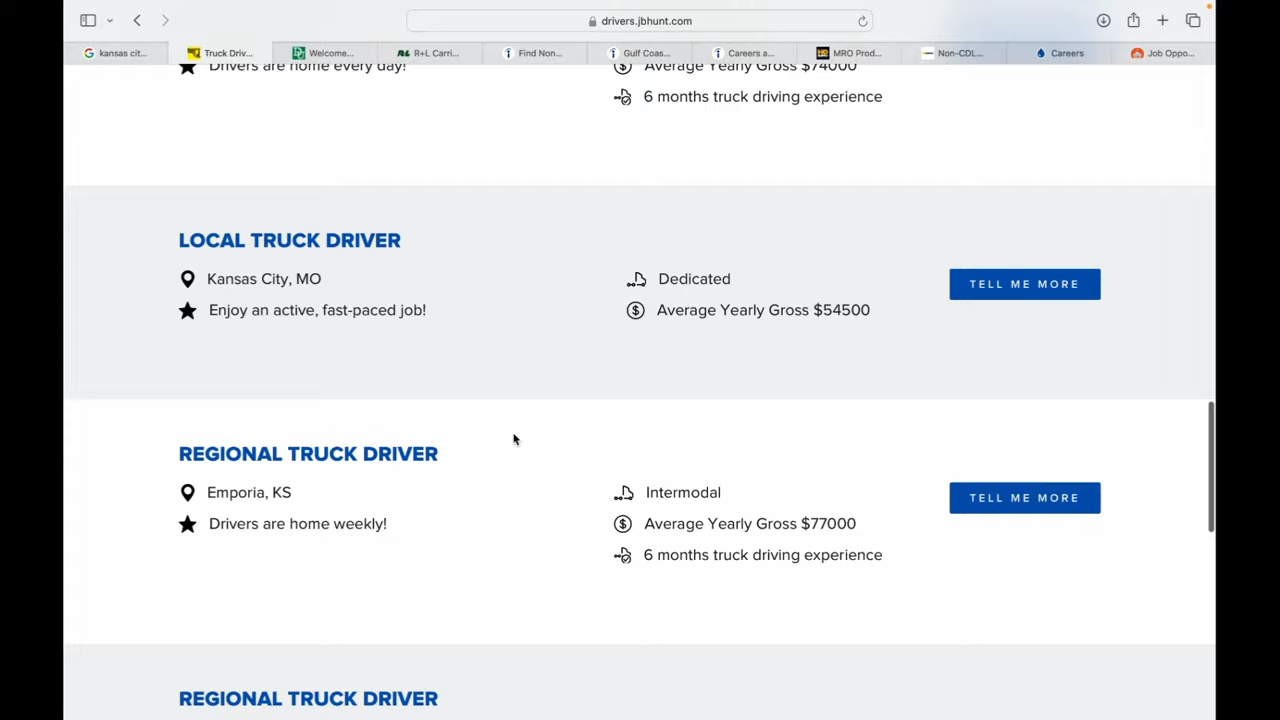 drivers.jbhunt.com
kansas cit...
Truck Driv...
Welcome...
R+L Carri...
Find Non...
Gulf Coas...
Careers a...
MRO Prod...
Non-CDL...
Careers
Job Oppo...
Drivers are home every day!
Average Yearly Gross $74000
6 months truck driving experience
LOCAL TRUCK DRIVER
Kansas City, MO
Dedicated
TELL ME MORE
Enjoy an active, fast-paced job!
Average Yearly Gross $54500
REGIONAL TRUCK DRIVER
Emporia, KS
Intermodal
TELL ME MORE
Drivers are home weekly!
Average Yearly Gross $77000
6 months truck driving experience
REGIONAL TRUCK DRIVER